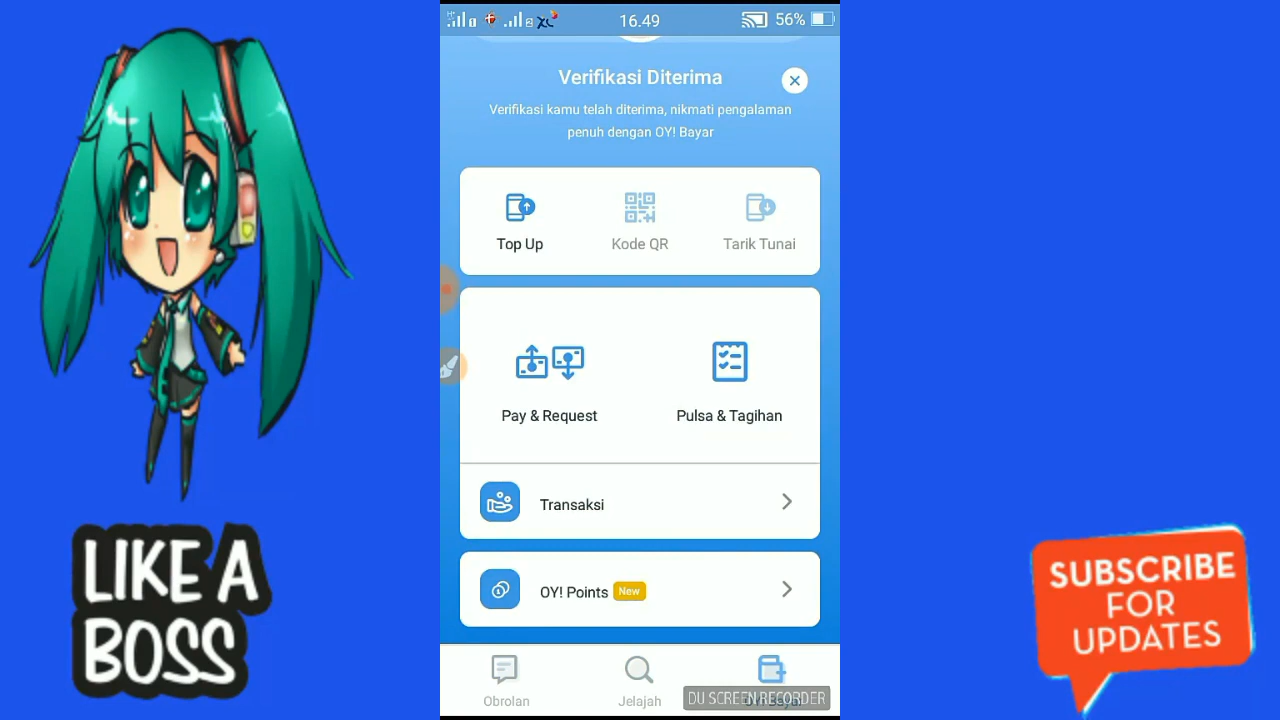 16.49
56%
Verifikasi Diterima
Verifikasi kamu telah diterima, nikmati pengalaman
penuh dengan OY! Bayar
Top Up
Kode QR
Tarik Tunai
Pay & Request
Pulsa & Tagihan
Transaksi
OY! Points New
LIKE A
BOSS
SUBSCRIBE
FOR
UPDATES
Obrolan
Jelajah
OY! Bayar
DU SCREEN RECORDER